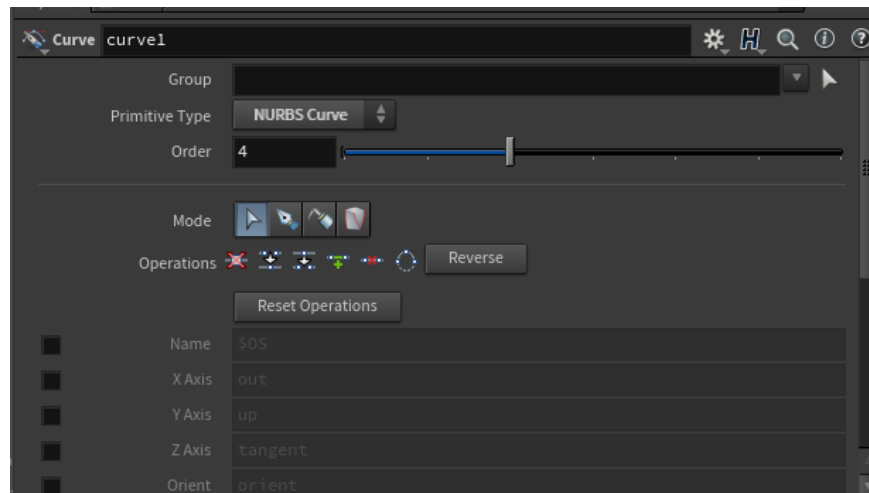 Curve curve1
Group
Primitive Type NURBS Curve
Order 4
Mode
Operations Reverse
Reset Operations
Name $OS
X Axis out
Y Axis up
Z Axis tangent
Orient orient